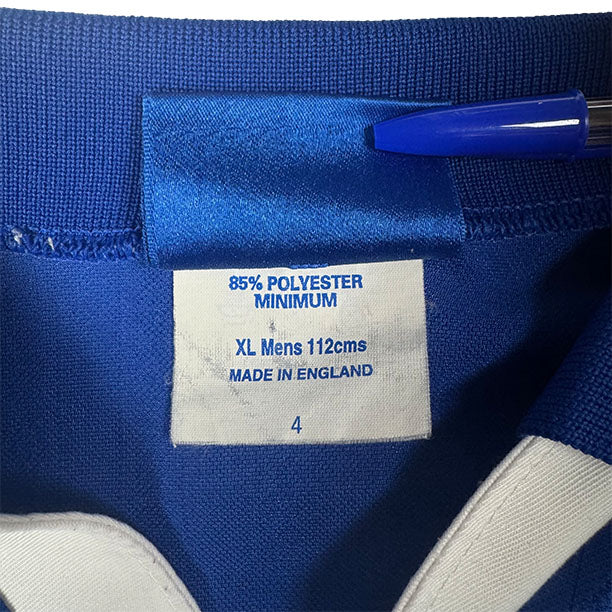 85% POLYESTER
MINIMUM
XL Mens 112cms
MADE IN ENGLAND
4